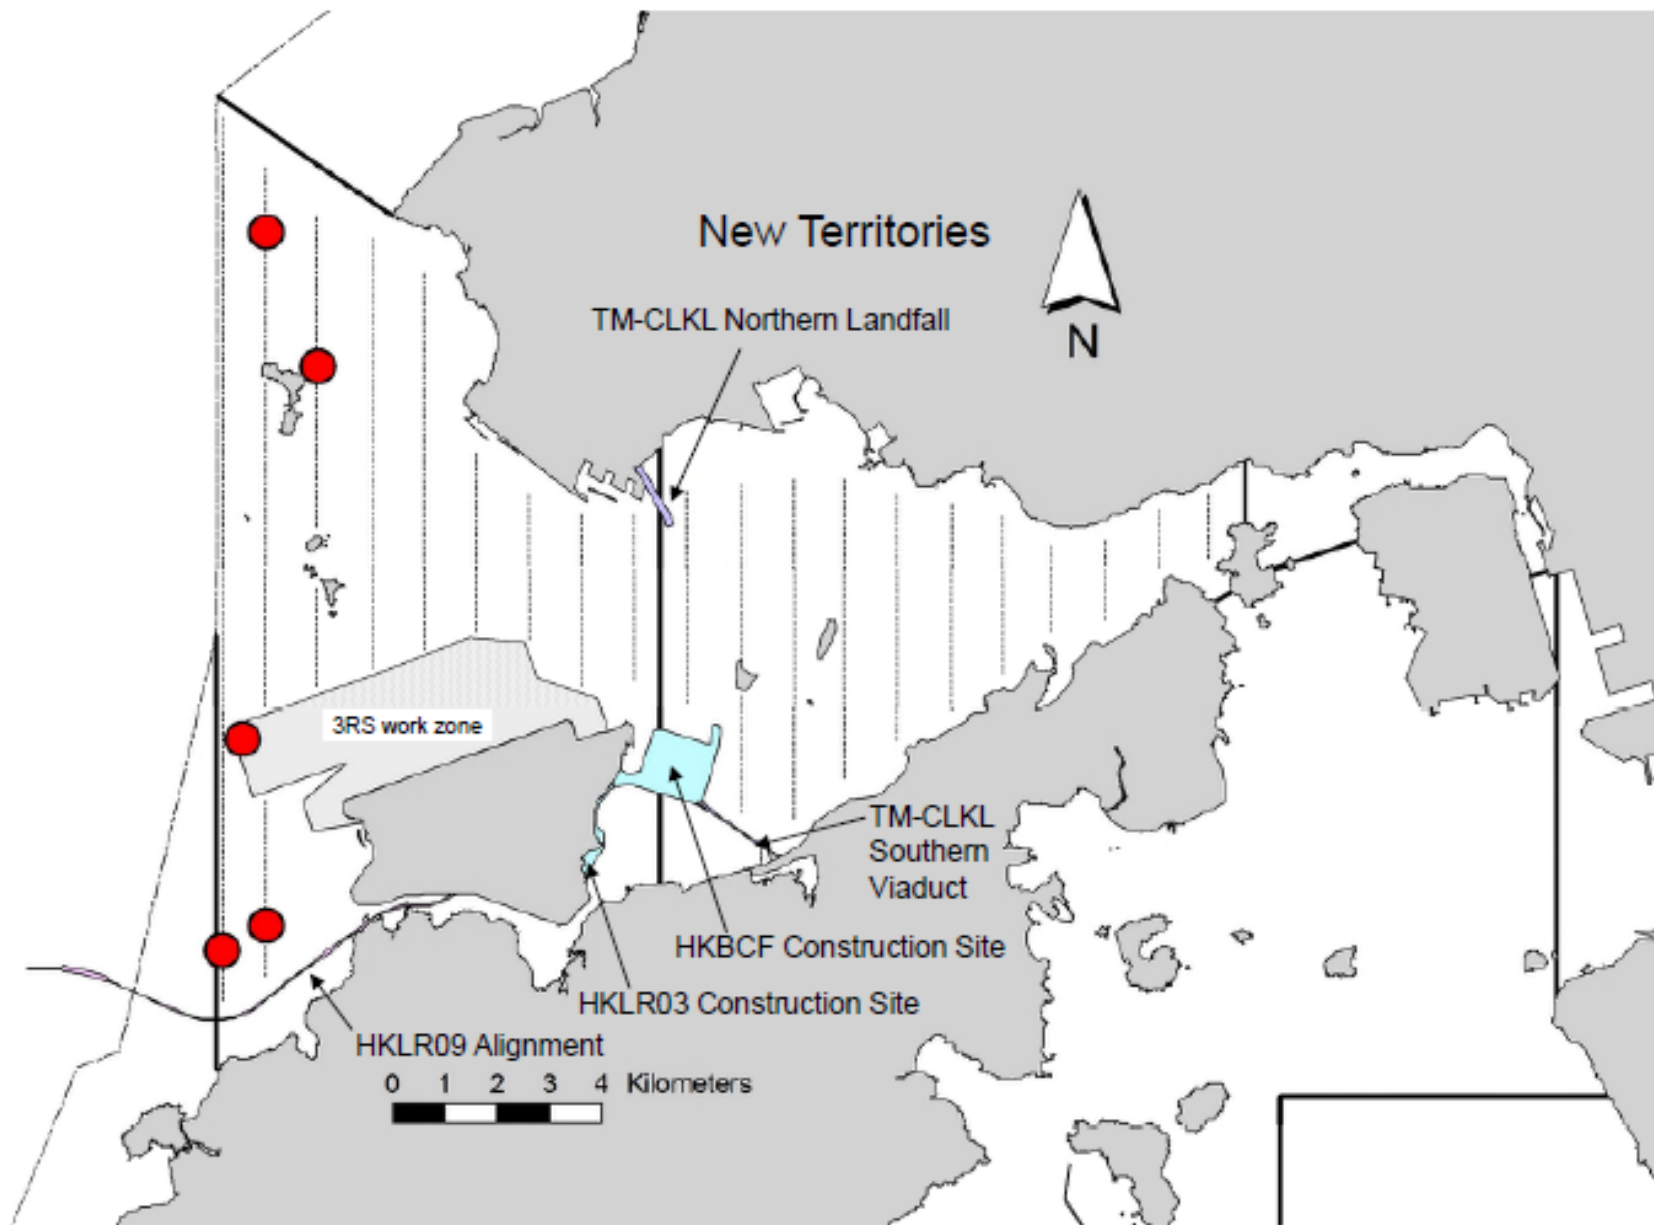 New Territories
TM-CLKL Northern Landfall
N
3RS work zone
TM-CLKL
Southern
Viaduct
HKBCF Construction Site
HKLR03 Construction Site
HKLR09 Alignment
0 1 2 3 4 Kilometers